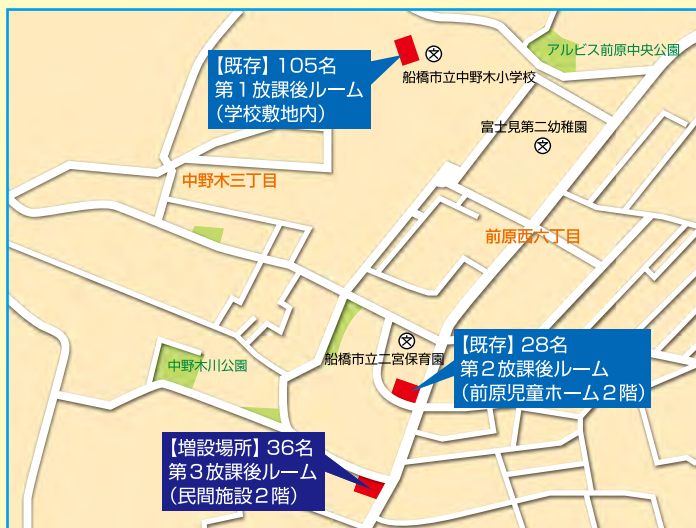 アルビス前原中央公園
【既存】105名
第1放課後ルーム
(学校敷地内)
船橋市立中野木小学校
富士見第二幼稚園
中野木三丁目
前原西六丁目
船橋市立二宮保育園
中野木川公園
【既存】28名
第2放課後ルーム
(前原児童ホーム2階)
【増設場所】36名
第3放課後ルーム
(民間施設2階)